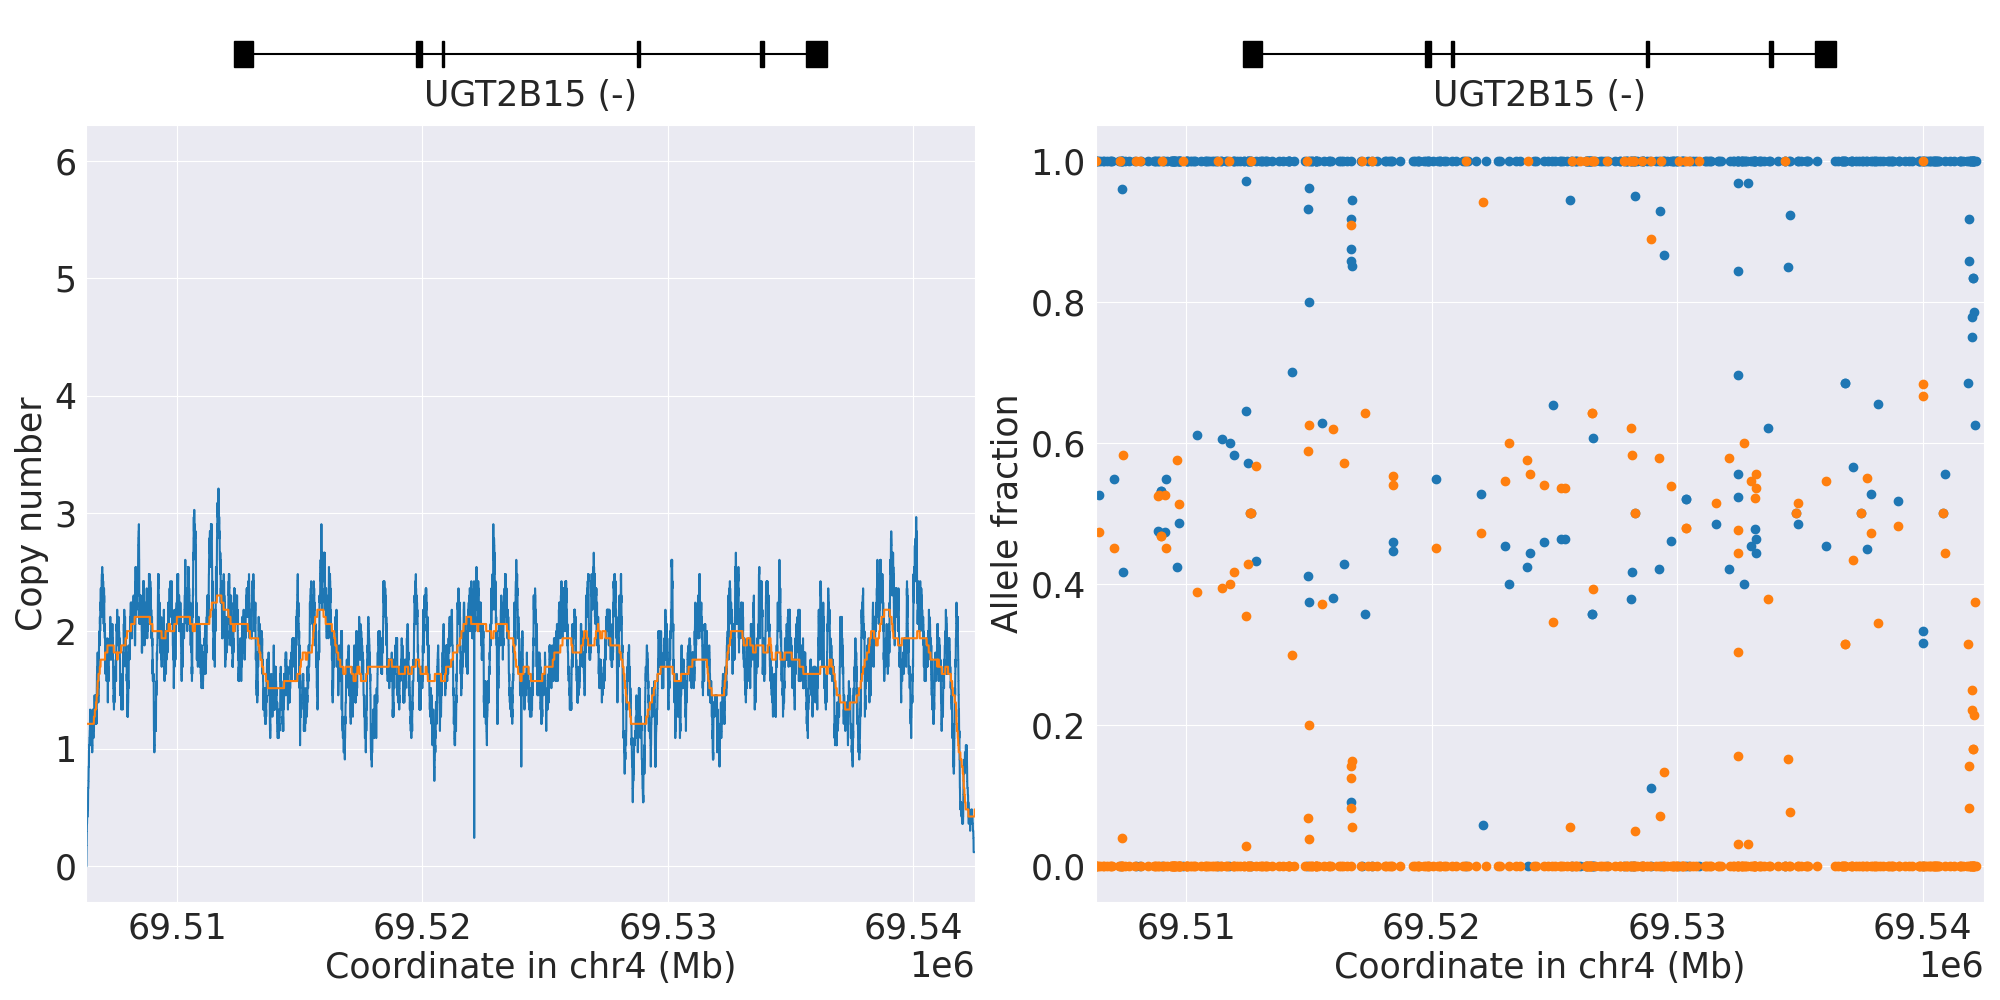 UGT2B15 (-)
6
5
4
3
2
1
0
Copy number
69.51 69.52 69.53 69.54
Coordinate in chr4 (Mb) 1e6
UGT2B15 (-)
1.0
0.8
0.6
0.4
0.2
0.0
Allele fraction
69.51 69.52 69.53 69.54
Coordinate in chr4 (Mb) 1e6